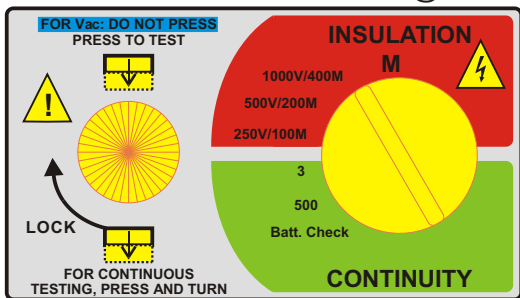 FOR Vac: DO NOT PRESS
PRESS TO TEST
!
LOCK
FOR CONTINUOUS
TESTING, PRESS AND TURN
INSULATION
M
1000V/400M
500V/200M
250V/100M
3
500
Batt. Check
CONTINUITY